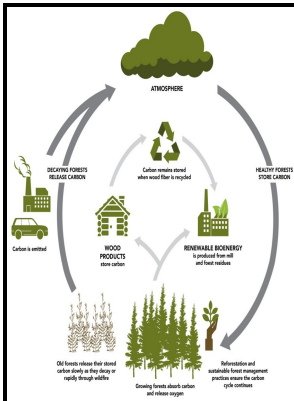 ATMOSPHERE
DECAYING FORESTS
RELEASE CARBON
Carbon remains stored
when wood fiber is recycled
HEALTHY FORESTS
STORE CARBON
Carbon is emitted
WOOD
PRODUCTS
store carbon
RENEWABLE BIOENERGY
is produced from mill
and forest residues
Old forests release their stored
carbon slowly as they decay or
rapidly through wildfire
Growing forests absorb carbon
and release oxygen
Reforestation and
sustainable forest management
practices ensure the carbon
cycle continues